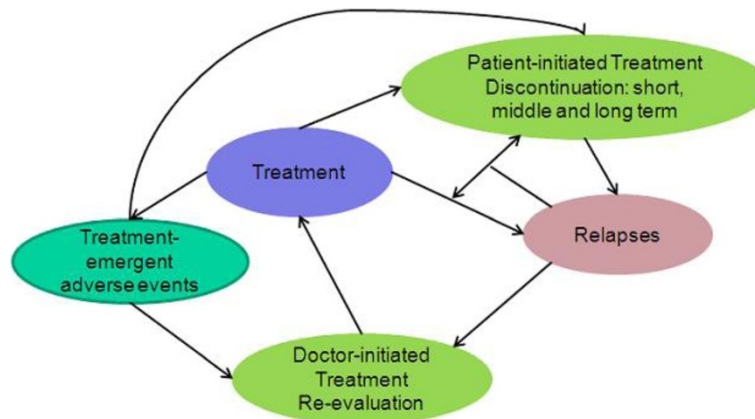 Patient-initiated Treatment
Discontinuation: short,
middle and long term
Treatment
Treatment-
emergent
adverse events
Relapses
Doctor-initiated
Treatment
Re-evaluation